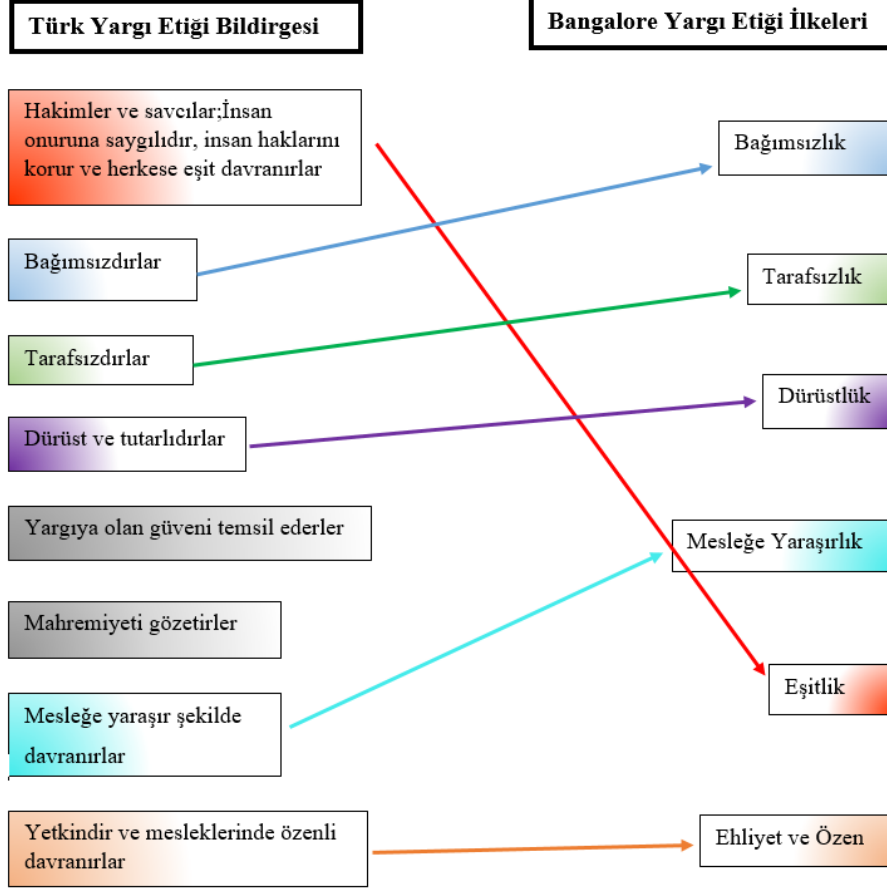 Türk Yargı Etiği Bildirgesi
Hakimler ve savcılar;İnsan
onuruna saygılıdır, insan haklarını
korur ve herkese eşit davranırlar
Bağımsızdırlar
Tarafsızdırlar
Dürüst ve tutarlıdırlar
Yargıya olan güveni temsil ederler
Mahremiyeti gözetirler
Mesleğe yaraşır şekilde
davranırlar
Yetkindir ve mesleklerinde özenli
davranırlar
Bangalore Yargı Etiği İlkeleri
Bağımsızlık
Tarafsızlık
Dürüstlük
Mesleğe Yaraşırlık
Eşitlik
Ehliyet ve Özen